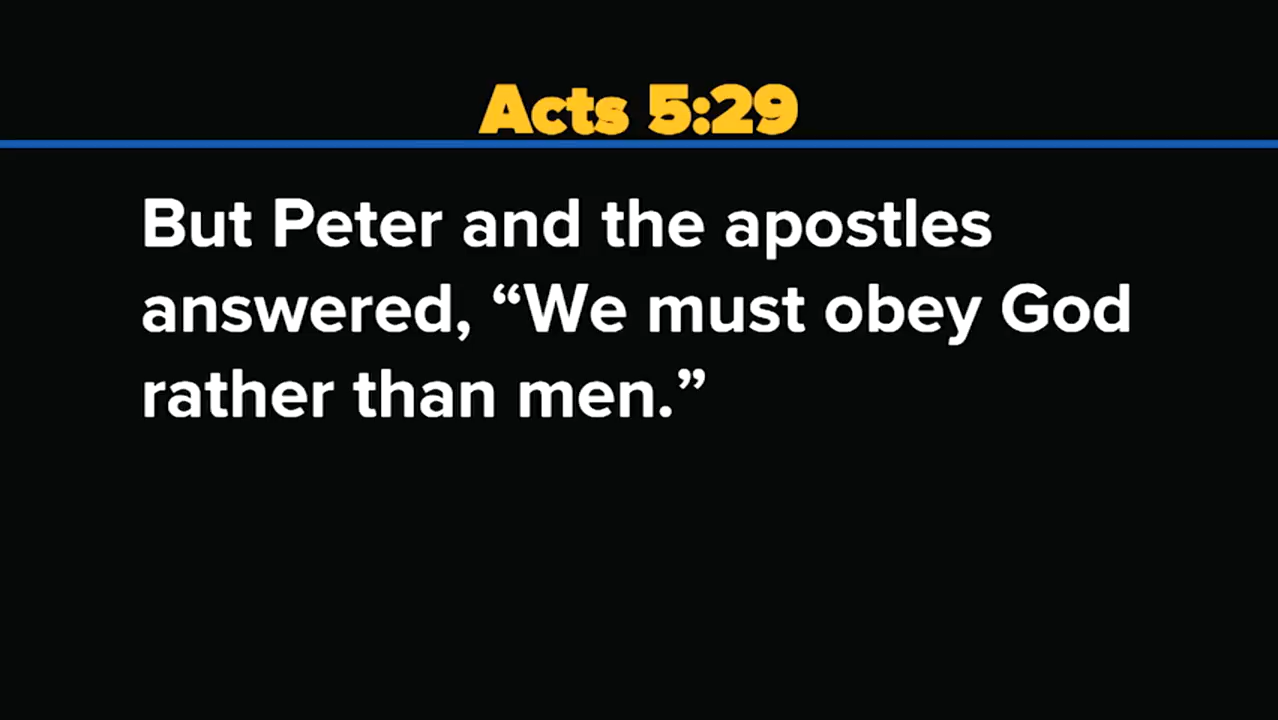 Acts 5:29
But Peter and the apostles
answered, “We must obey God
rather than men.”